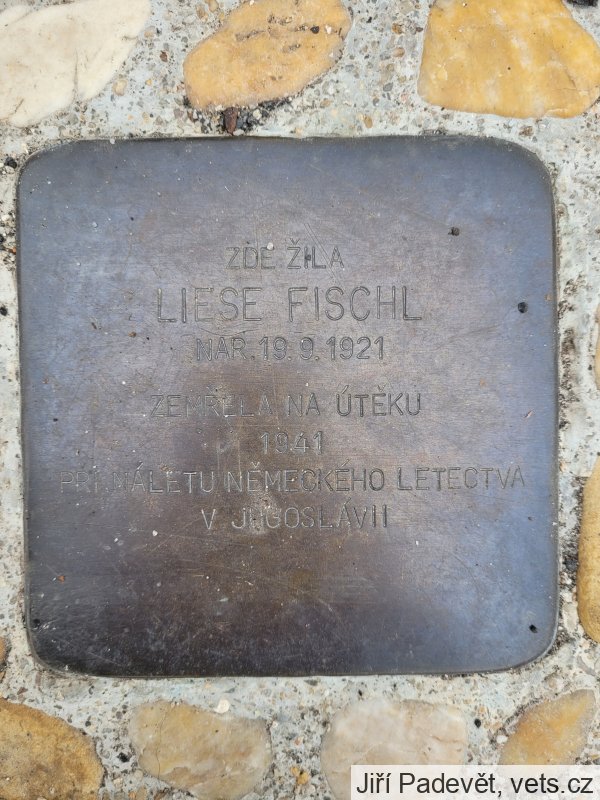 ZDE ŽILA
LIESE FISCHL
NAR. 19. 9. 1921
ZEMŘELA NA ÚTĚKU
1941
PŘI NÁLETU NĚMECKÉHO LETECTVA
V JUGOSLÁVII
Jiří Padevět, vets.cz